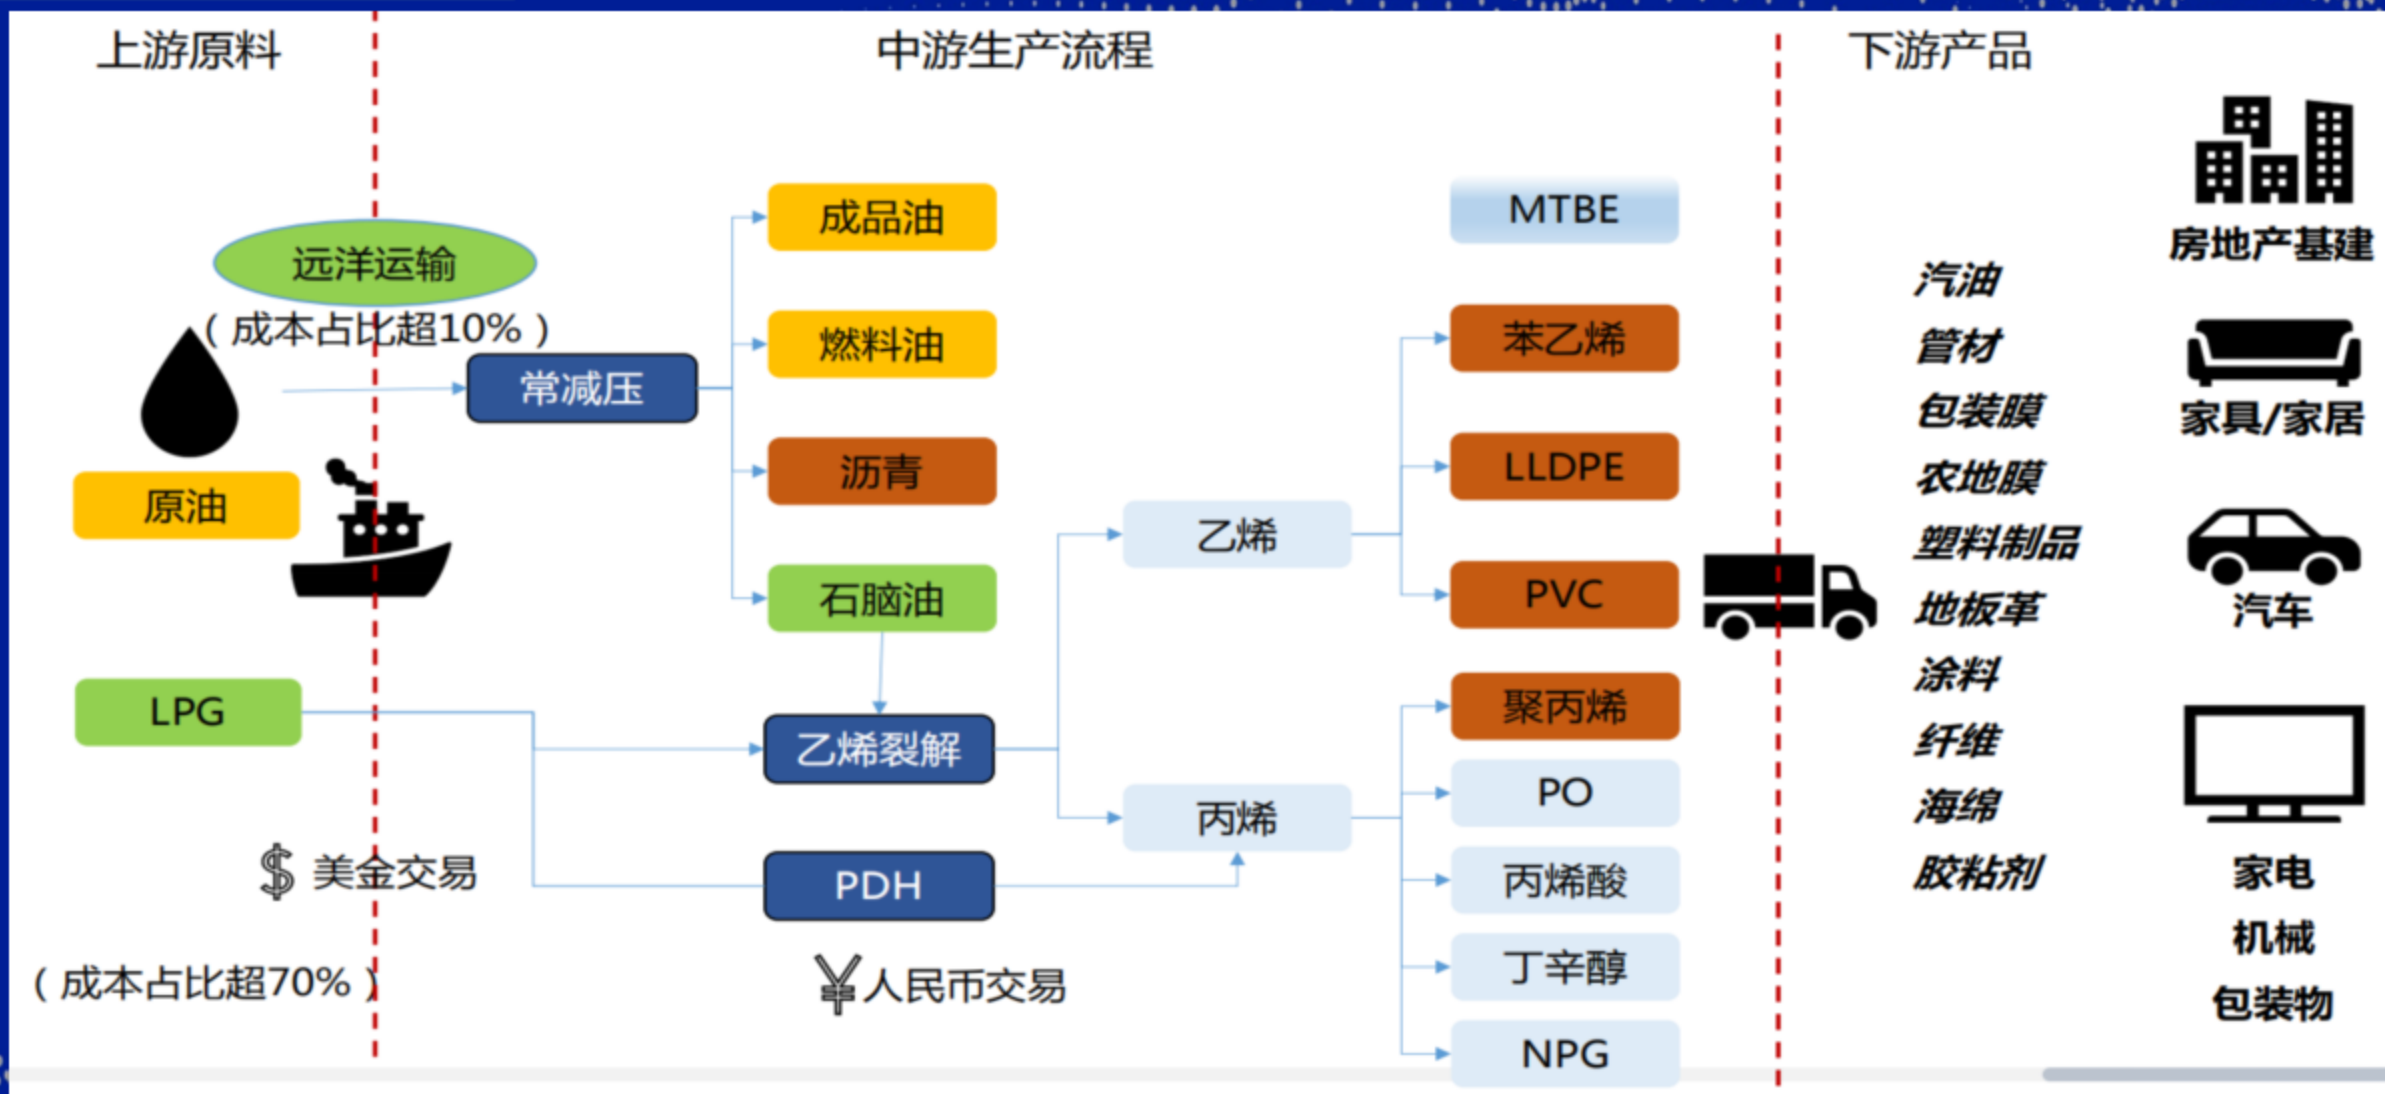 上游原料
中游生产流程
下游产品
远洋运输
（成本占比超10%）
原油
LPG
$ 美金交易
（成本占比超70%）
常减压
成品油
燃料油
沥青
石脑油
乙烯裂解
PDH
¥人民币交易
乙烯
丙烯
MTBE
苯乙烯
LLDPE
PVC
聚丙烯
PO
丙烯酸
丁辛醇
NPG
汽油
管材
包装膜
农地膜
塑料制品
地板革
涂料
纤维
海绵
胶粘剂
房地产基建
家具/家居
汽车
家电
机械
包装物